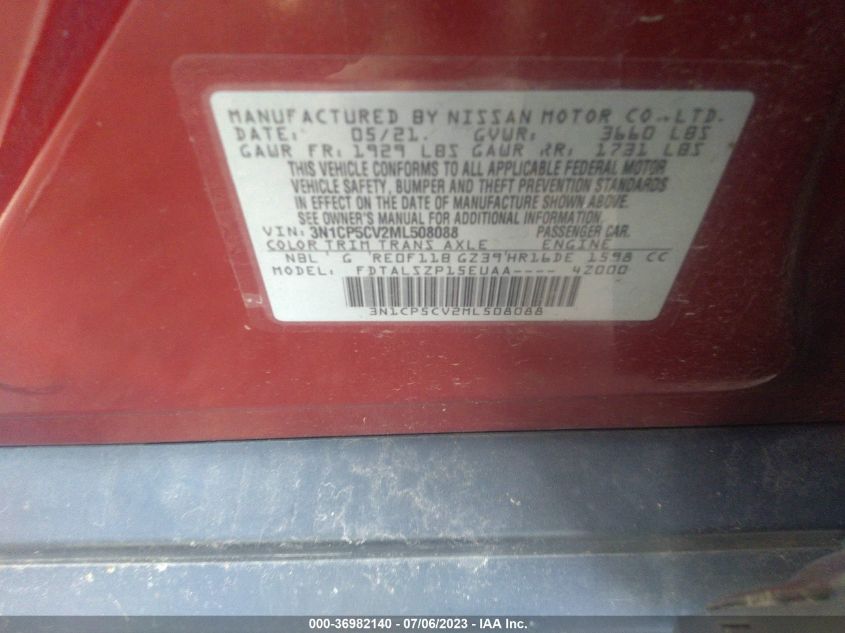 MANUFACTURED BY NISSAN MOTOR CO.,LTD.
DATE: 05/21. GVWR: 3660 LBS
GAWR FR: 1929 LBS GAWR RR: 1731 LBS
THIS VEHICLE CONFORMS TO ALL APPLICABLE FEDERAL MOTOR
VEHICLE SAFETY, BUMPER AND THEFT PREVENTION STANDARDS
IN EFFECT ON THE DATE OF MANUFACTURE SHOWN ABOVE.
SEE OWNER'S MANUAL FOR ADDITIONAL INFORMATION.
VIN: 3N1CP5CV2ML508088 PASSENGER CAR.
COLOR TRIM TRANS AXLE ENGINE
NBL G RE0F11B GZ39 HR16DE 1598 CC
MODEL: FDTALSZP15EUAA---- 4Z000
3N1CP5CV2ML508088
000-36982140 - 07/06/2023 - IAA Inc.